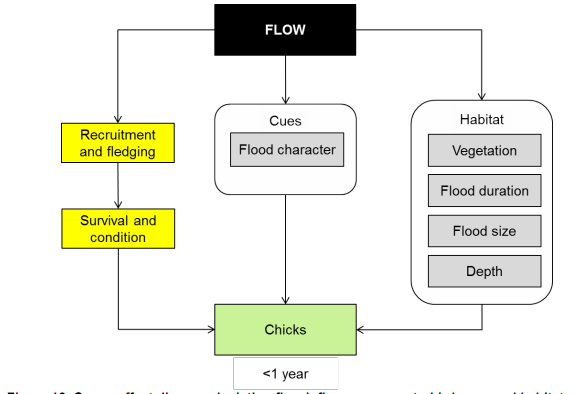 FLOW
Recruitment
and fledging
Survival and
condition
Cues
Flood character
Habitat
Vegetation
Flood duration
Flood size
Depth
Chicks
<1 year